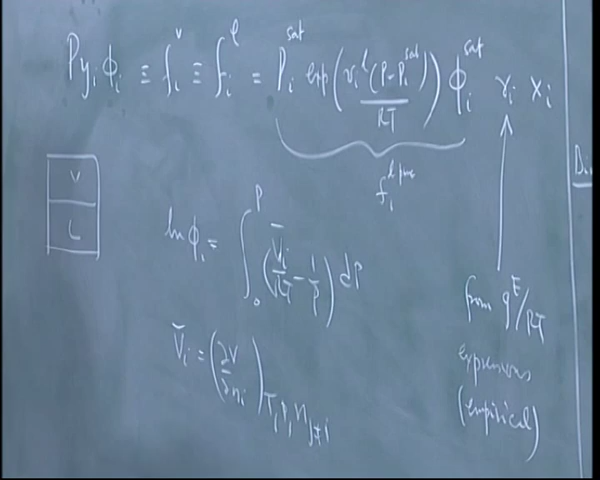 P y_i ϕ_i ≡ f_i^v ≡ f_i^l = P_i^sat exp(v_i^l (P-P_i^sat) / RT) ϕ_i^sat γ_i x_i
f_i^l pure
V
L
ln ϕ_i = ∫_0^P (V̄_i/RT - 1/P) dP
V̄_i = (∂V/∂n_i)_T, P, n_j≠i
from g^E/RT
expressions
(empirical)